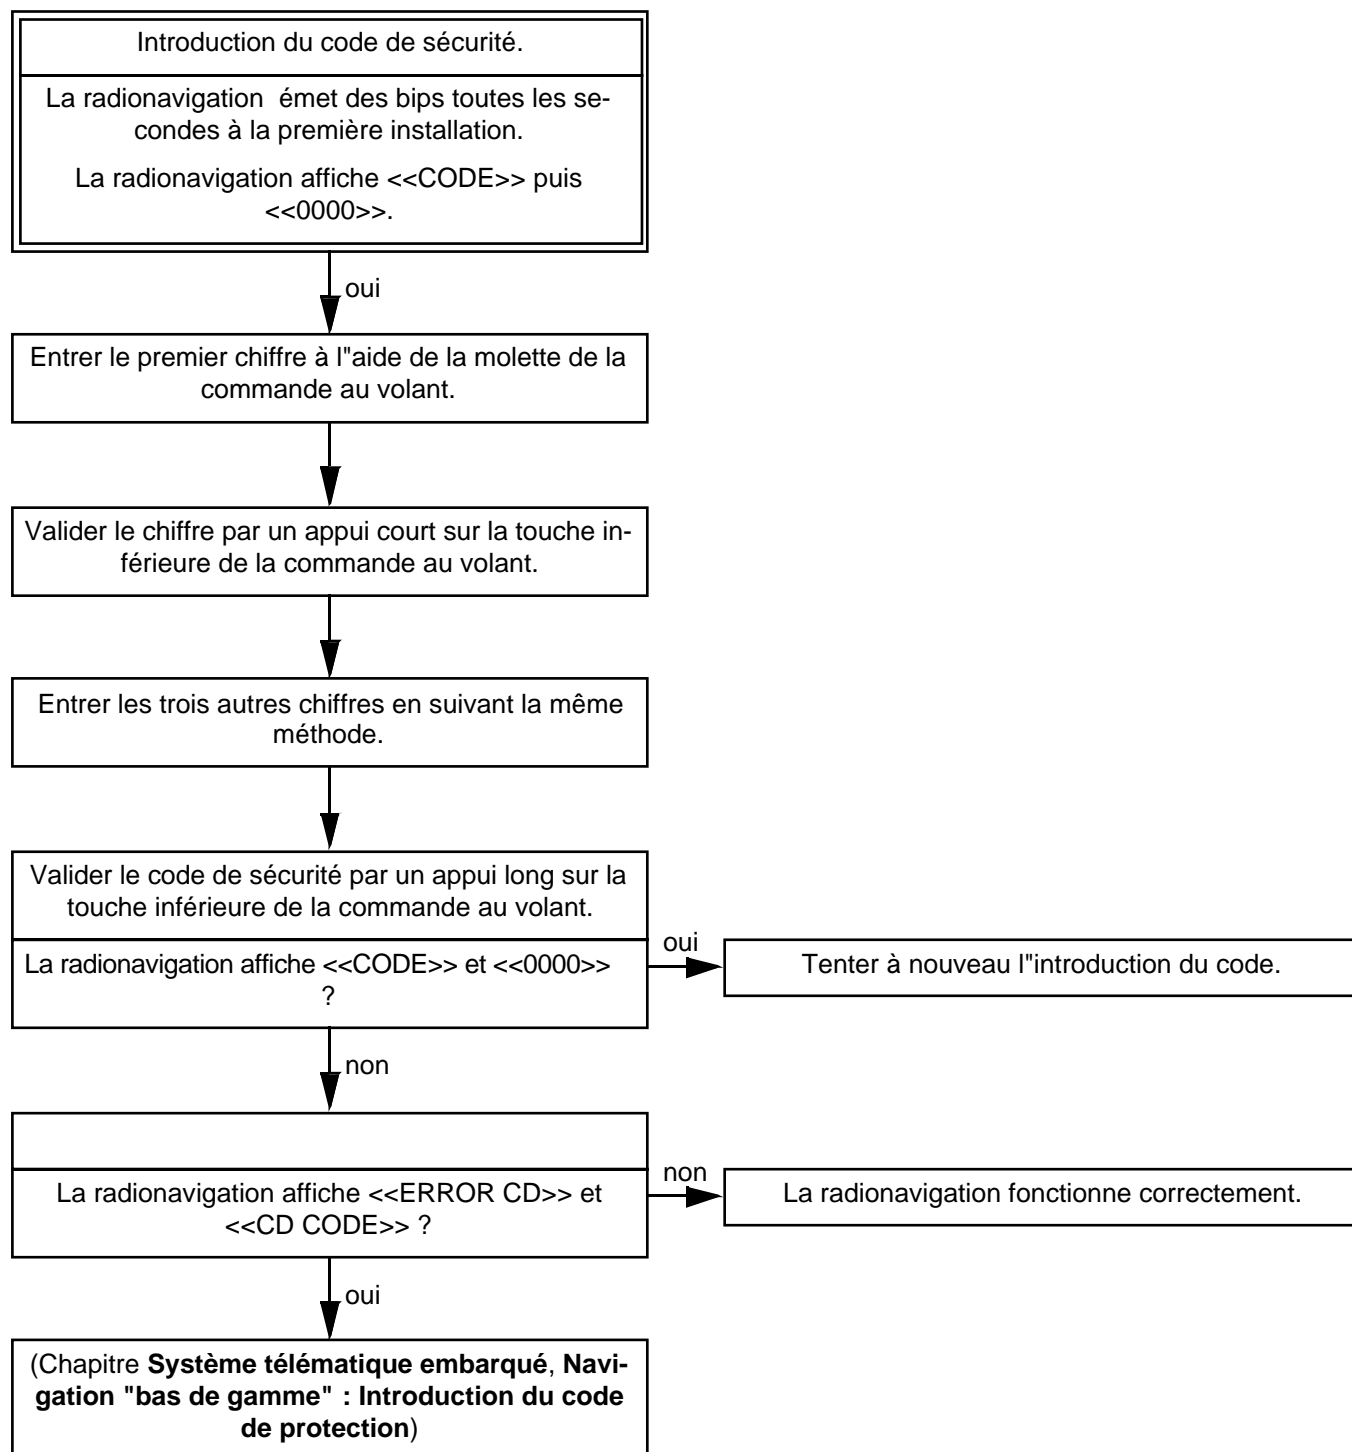 Introduction du code de sécurité.
La radionavigation  émet des bips toutes les se-
condes à la première installation.
La radionavigation affiche <<CODE>> puis
<<0000>>.
oui
Entrer le premier chiffre à l"aide de la molette de la
commande au volant.
Valider le chiffre par un appui court sur la touche in-
férieure de la commande au volant.
Entrer les trois autres chiffres en suivant la même
méthode.
Valider le code de sécurité par un appui long sur la
touche inférieure de la commande au volant.
La radionavigation affiche <<CODE>> et <<0000>>
?
oui
Tenter à nouveau l"introduction du code.
non
La radionavigation affiche <<ERROR CD>> et
<<CD CODE>> ?
non
La radionavigation fonctionne correctement.
oui
(Chapitre Système télématique embarqué, Navi-
gation "bas de gamme" : Introduction du code
de protection)